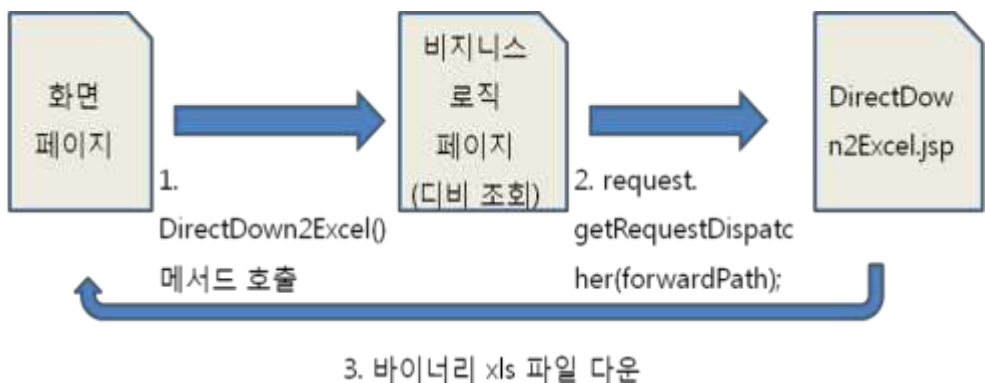 화면
페이지
비지니스
로직
페이지
(디비 조회)
DirectDow
n2Excel.jsp
1.
DirectDown2Excel()
메서드 호출
2. request.
getRequestDispatc
her(forwardPath);
3. 바이너리 xls 파일 다운